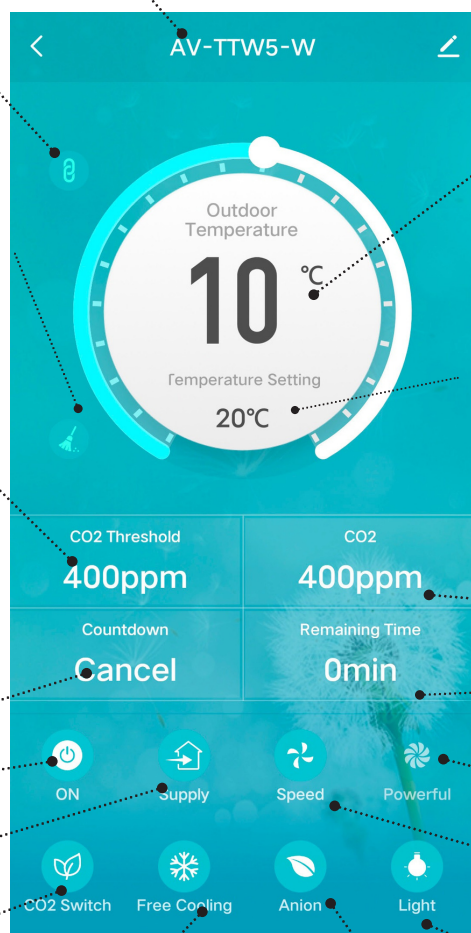 AV-TTW5-W
Outdoor
Temperature
10 °C
Temperature Setting
20°C
CO2 Threshold
400ppm
CO2
400ppm
Countdown
Cancel
Remaining Time
0min
ON
Supply
Speed
Powerful
CO2 Switch
Free Cooling
Anion
Light